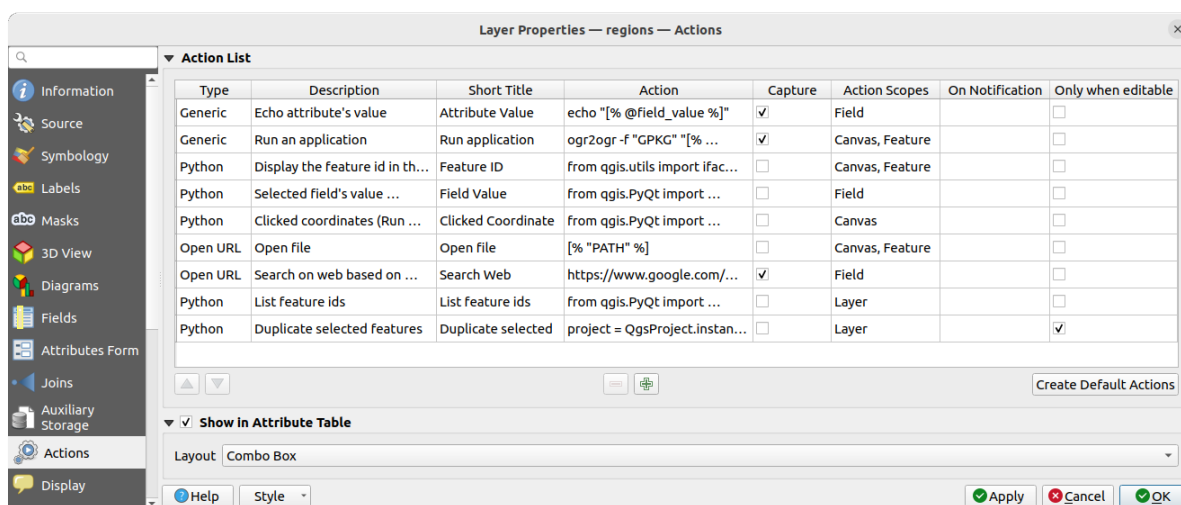 Layer Properties — regions — Actions
Information
Source
Symbology
abc Labels
abc Masks
3D View
Diagrams
Fields
Attributes Form
Joins
Auxiliary Storage
Actions
Display
Action List
Type Description Short Title Action Capture Action Scopes On Notification Only when editable
Generic Echo attribute's value Attribute Value echo "[% @field_value %]" Field
Generic Run an application Run application ogr2ogr -f "GPKG" "[% … Canvas, Feature
Python Display the feature id in th… Feature ID from qgis.utils import ifac… Canvas, Feature
Python Selected field's value … Field Value from qgis.PyQt import … Field
Python Clicked coordinates (Run … Clicked Coordinate from qgis.PyQt import … Canvas
Open URL Open file Open file [% "PATH" %] Canvas, Feature
Open URL Search on web based on … Search Web https://www.google.com/… Field
Python List feature ids List feature ids from qgis.PyQt import … Layer
Python Duplicate selected features Duplicate selected project = QgsProject.instan… Layer
Create Default Actions
Show in Attribute Table
Layout Combo Box
Help Style Apply Cancel OK